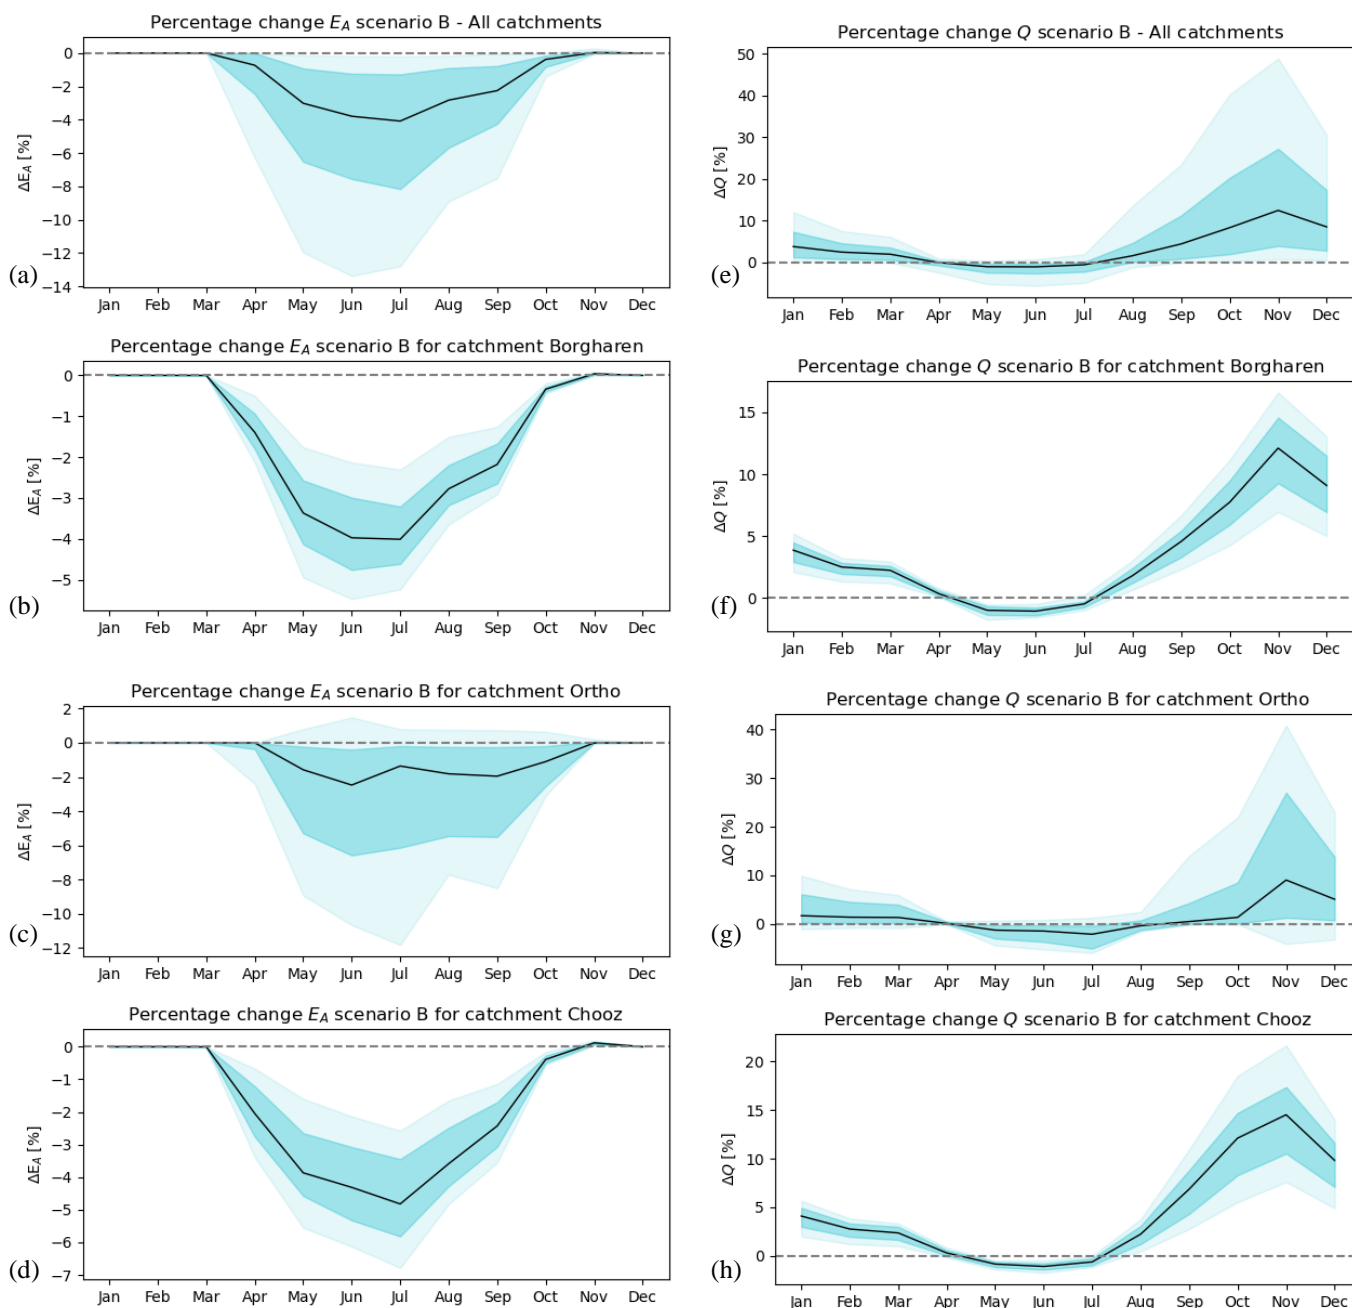 Percentage change E_A scenario B - All catchments
0
−2
−4
−6
−8
−10
−12
−14
ΔE_A [%]
(a)
Jan Feb Mar Apr May Jun Jul Aug Sep Oct Nov Dec
Percentage change E_A scenario B for catchment Borgharen
0
−1
−2
−3
−4
−5
ΔE_A [%]
(b)
Jan Feb Mar Apr May Jun Jul Aug Sep Oct Nov Dec
Percentage change E_A scenario B for catchment Ortho
2
0
−2
−4
−6
−8
−10
−12
ΔE_A [%]
(c)
Jan Feb Mar Apr May Jun Jul Aug Sep Oct Nov Dec
Percentage change E_A scenario B for catchment Chooz
0
−1
−2
−3
−4
−5
−6
−7
ΔE_A [%]
(d)
Jan Feb Mar Apr May Jun Jul Aug Sep Oct Nov Dec
Percentage change Q scenario B - All catchments
50
40
30
20
10
0
ΔQ [%]
(e)
Jan Feb Mar Apr May Jun Jul Aug Sep Oct Nov Dec
Percentage change Q scenario B for catchment Borgharen
15
10
5
0
ΔQ [%]
(f)
Jan Feb Mar Apr May Jun Jul Aug Sep Oct Nov Dec
Percentage change Q scenario B for catchment Ortho
40
30
20
10
0
ΔQ [%]
(g)
Jan Feb Mar Apr May Jun Jul Aug Sep Oct Nov Dec
Percentage change Q scenario B for catchment Chooz
20
15
10
5
0
ΔQ [%]
(h)
Jan Feb Mar Apr May Jun Jul Aug Sep Oct Nov Dec